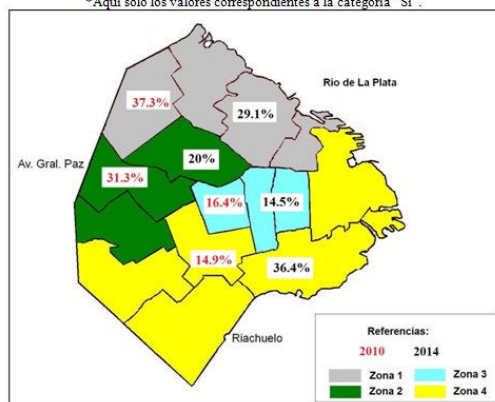 *Aquí solo los valores correspondientes a la categoría "Sí".
Rio de La Plata
37.3%
29.1%
Av. Gral. Paz
20%
31.3%
16.4%
14.5%
14.9%
36.4%
Riachuelo
Referencias:
2010 2014
Zona 1 Zona 3
Zona 2 Zona 4